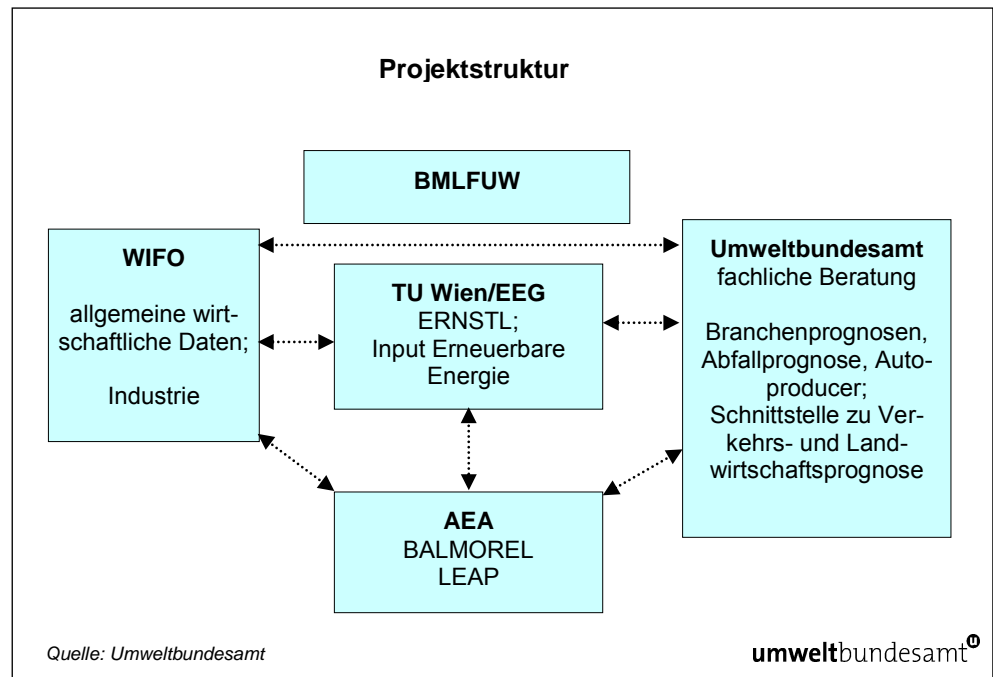 Projektstruktur
BMLFUW
WIFO
allgemeine wirt-
schaftliche Daten;
Industrie
TU Wien/EEG
ERNSTL;
Input Erneuerbare
Energie
Umweltbundesamt
fachliche Beratung
Branchenprognosen,
Abfallprognose, Auto-
producer;
Schnittstelle zu Ver-
kehrs- und Land-
wirtschaftsprognose
AEA
BALMOREL
LEAP
Quelle: Umweltbundesamt
umweltbundesamt u